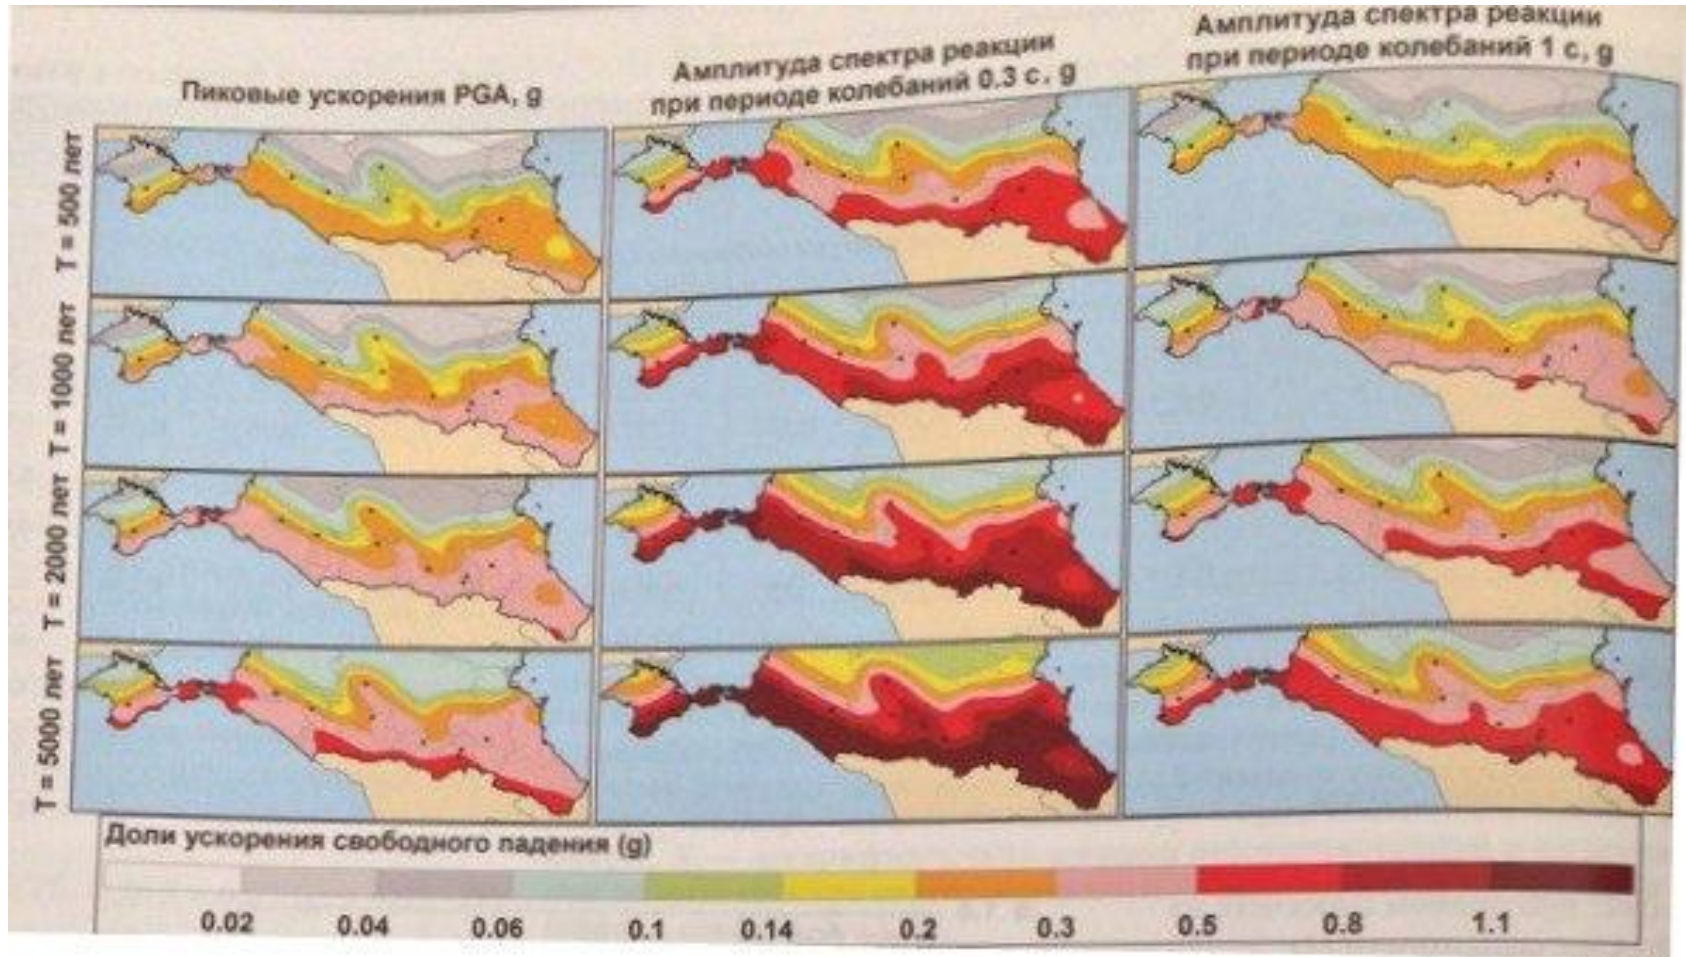 Пиковые ускорения PGA, g
Амплитуда спектра реакции
при периоде колебаний 0.3 с, g
Амплитуда спектра реакции
при периоде колебаний 1 с, g
T = 500 лет
T = 1000 лет
T = 2000 лет
T = 5000 лет
Доли ускорения свободного падения (g)
0.02 0.04 0.06 0.1 0.14 0.2 0.3 0.5 0.8 1.1